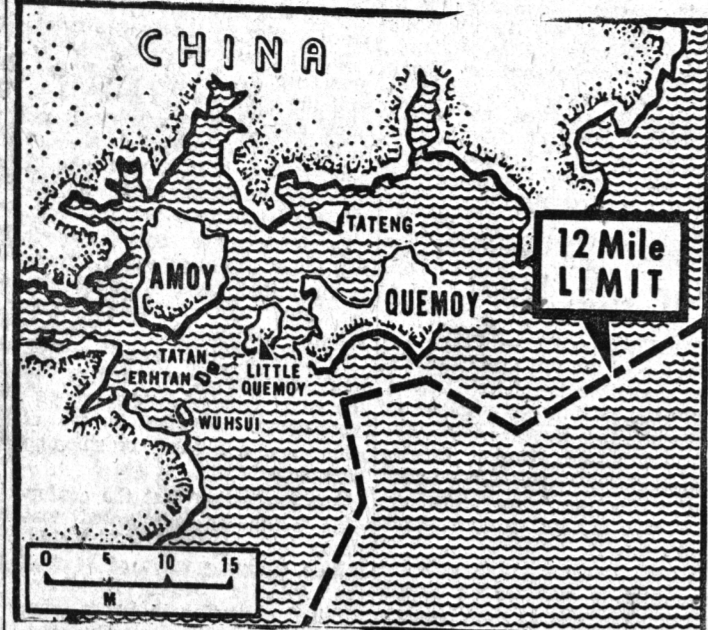 CHINA
TATENG
12 Mile
LIMIT
AMOY
QUEMOY
TATAN
ERHTAN
LITTLE
QUEMOY
WUHSUI
0 5 10 15
M